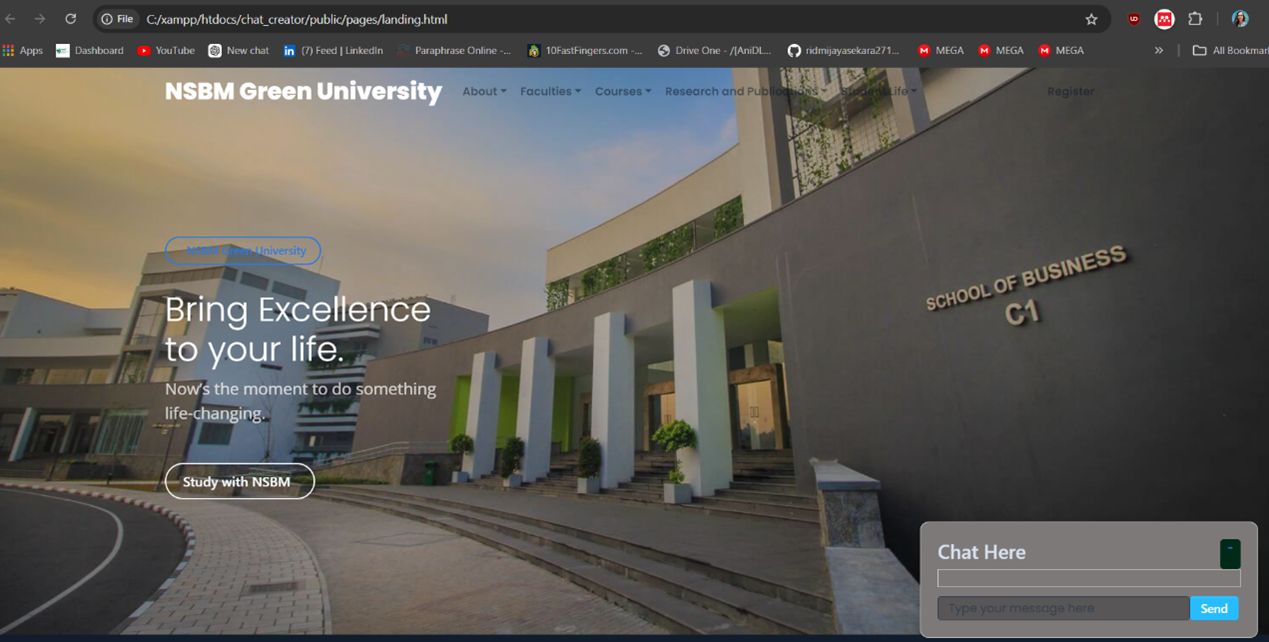 File C:/xampp/htdocs/chat_creator/public/pages/landing.html
Apps Dashboard YouTube New chat (7) Feed | LinkedIn Paraphrase Online -... 10FastFingers.com -... Drive One - /[AniDL... ridmijayasekara271... MEGA MEGA MEGA » All Bookmar
NSBM Green University About Faculties Courses Research and Publications Student Life Register
NSBM Green University
Bring Excellence
to your life.
Now's the moment to do something
life-changing.
Study with NSBM
SCHOOL OF BUSINESS
C1
Chat Here
-
Type your message here Send